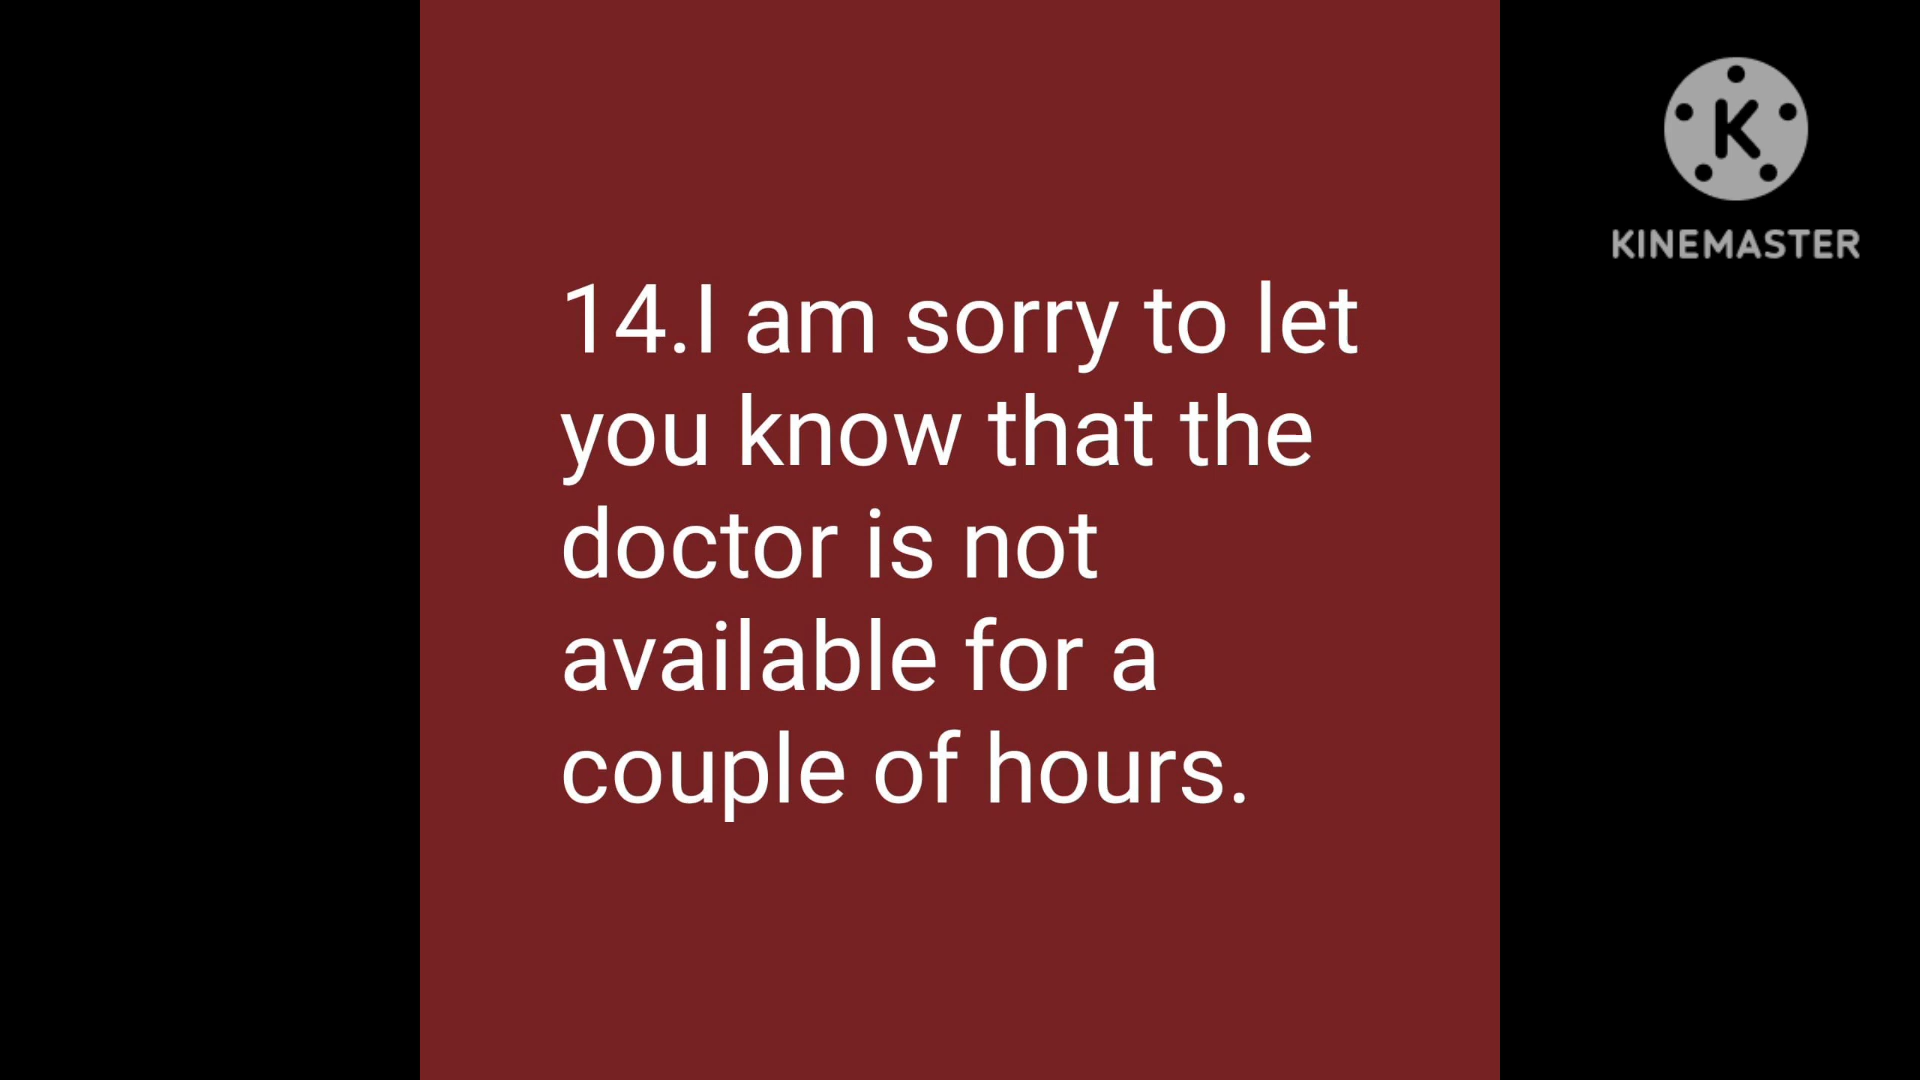 14.I am sorry to let
you know that the
doctor is not
available for a
couple of hours.
K
KINEMASTER